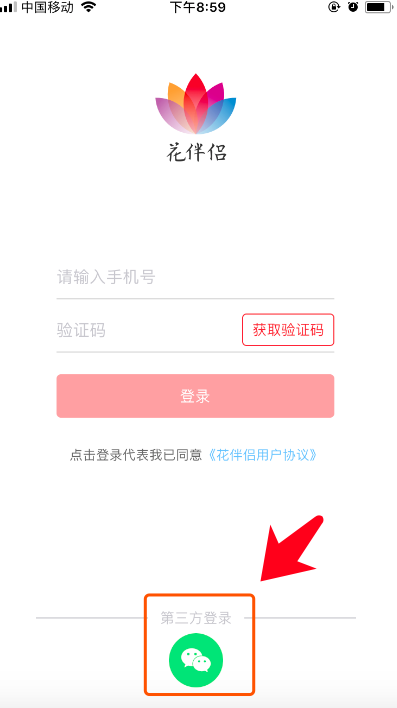 中国移动 下午8:59
花伴侣
请输入手机号
验证码 获取验证码
登录
点击登录代表我已同意《花伴侣用户协议》
第三方登录